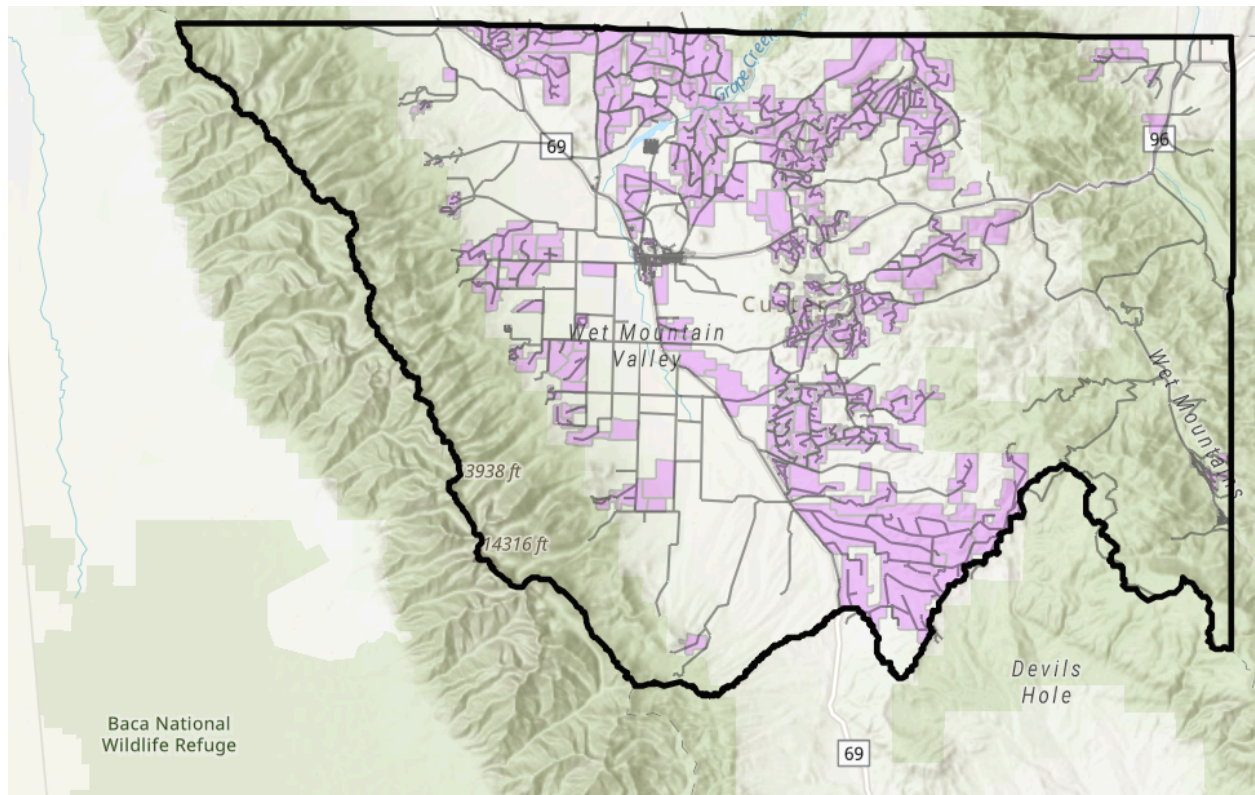 Grape Creek
69
96
Custer
Wet Mountain
Valley
Wet Mountains
3938 ft
14316 ft
Devils
Hole
Baca National
Wildlife Refuge
69